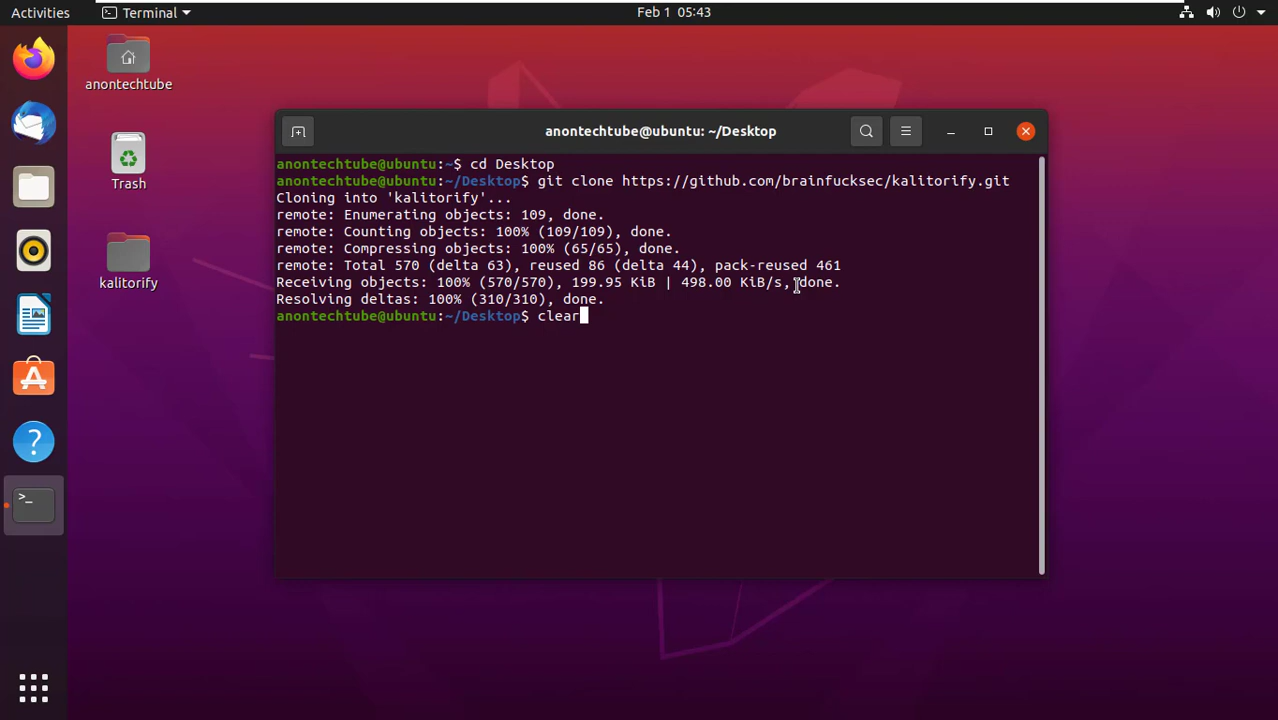 Activities
Terminal
Feb 1 05:43
anontechtube
Trash
kalitorify
anontechtube@ubuntu: ~/Desktop
anontechtube@ubuntu:~$ cd Desktop
anontechtube@ubuntu:~/Desktop$ git clone https://github.com/brainfucksec/kalitorify.git
Cloning into 'kalitorify'...
remote: Enumerating objects: 109, done.
remote: Counting objects: 100% (109/109), done.
remote: Compressing objects: 100% (65/65), done.
remote: Total 570 (delta 63), reused 86 (delta 44), pack-reused 461
Receiving objects: 100% (570/570), 199.95 KiB | 498.00 KiB/s, done.
Resolving deltas: 100% (310/310), done.
anontechtube@ubuntu:~/Desktop$ clear